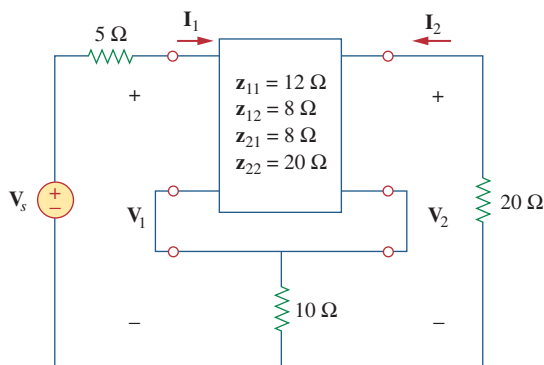 5 Ω
I₁
I₂
+
z₁₁ = 12 Ω
+
z₁₂ = 8 Ω
z₂₁ = 8 Ω
z₂₂ = 20 Ω
Vₛ
+
−
V₁
V₂
20 Ω
10 Ω
−
−